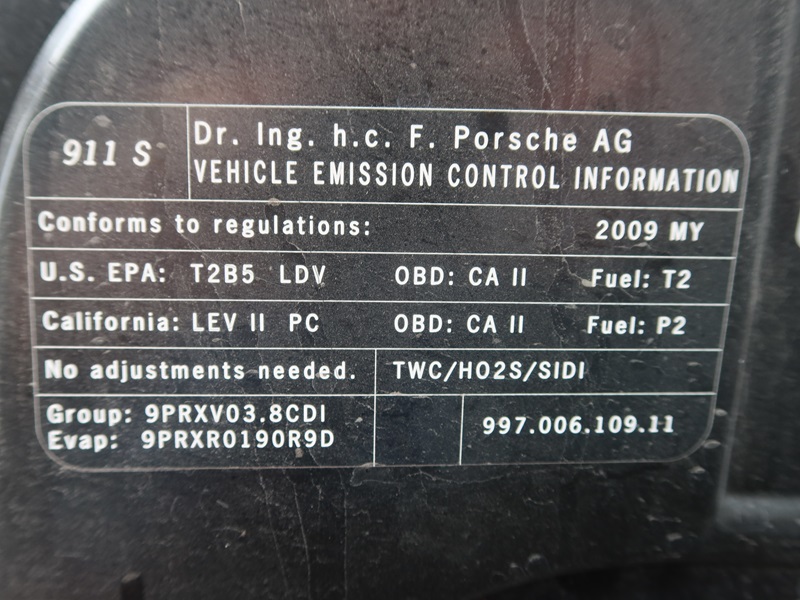 911 S
Dr. Ing. h.c. F. Porsche AG
VEHICLE EMISSION CONTROL INFORMATION
Conforms to regulations: 2009 MY
U.S. EPA: T2B5 LDV OBD: CA II Fuel: T2
California: LEV II PC OBD: CA II Fuel: P2
No adjustments needed. TWC/HO2S/SIDI
Group: 9PRXV03.8CDI
Evap: 9PRXR0190R9D
997.006.109.11